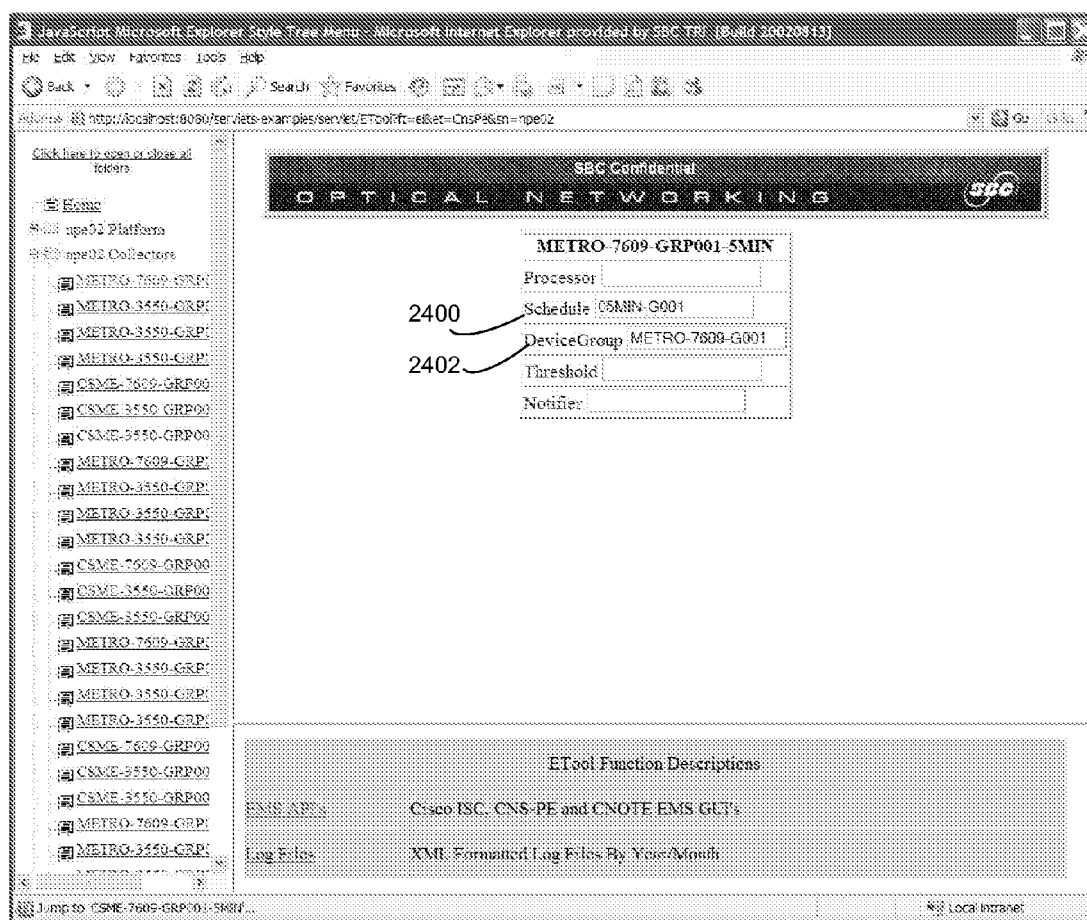 JavaScript Microsoft Explorer Style Tree Menu - Microsoft Internet Explorer provided by SBC TRI [Build 20020813]
File Edit View Favorites Tools Help
Back Search Favorites
Address http://localhost:8080/servlets-examples/servlet/ETool?ft=ei&et=CnsPe&sn=npe02 Go
Click here to open or close all
folders
Home
npe02 Platform
npe02 Collectors
METRO-7609-GRP
METRO-3550-GRP
METRO-3550-GRP
METRO-3550-GRP
CSME-7609-GRP00
CSME-3550-GRP00
CSME-3550-GRP00
METRO-7609-GRP
METRO-3550-GRP
METRO-3550-GRP
METRO-3550-GRP
CSME-7609-GRP00
CSME-3550-GRP00
CSME-3550-GRP00
METRO-7609-GRP
METRO-3550-GRP
METRO-3550-GRP
METRO-3550-GRP
CSME-7609-GRP00
CSME-3550-GRP00
CSME-3550-GRP00
METRO-7609-GRP
METRO-3550-GRP
SBC Confidential
OPTICAL NETWORKING
SBC
METRO-7609-GRP001-5MIN
Processor
2400 Schedule 05MIN-G001
2402 DeviceGroup METRO-7609-G001
Threshold
Notifier
ETool Function Descriptions
EMS API's Cisco ISC, CNS-PE and CNOTE EMS GUI's
Log Files XML Formatted Log Files By Year/Month
Jump to 'CSME-7609-GRP001-5MIN'...
Local intranet